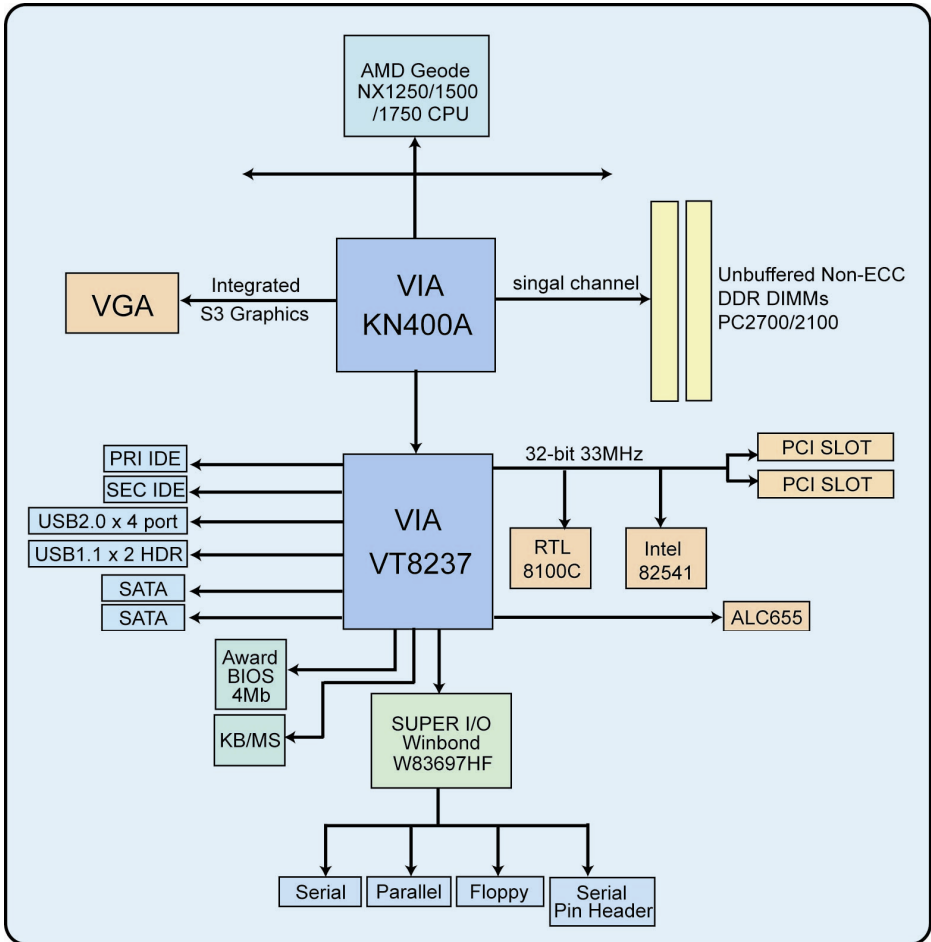 AMD Geode
NX1250/1500
/1750 CPU
VIA
KN400A
VGA
Integrated
S3 Graphics
singal channel
Unbuffered Non-ECC
DDR DIMMs
PC2700/2100
VIA
VT8237
PRI IDE
SEC IDE
USB2.0 x 4 port
USB1.1 x 2 HDR
SATA
SATA
32-bit 33MHz
PCI SLOT
PCI SLOT
RTL
8100C
Intel
82541
ALC655
Award
BIOS
4Mb
KB/MS
SUPER I/O
Winbond
W83697HF
Serial
Parallel
Floppy
Serial
Pin Header